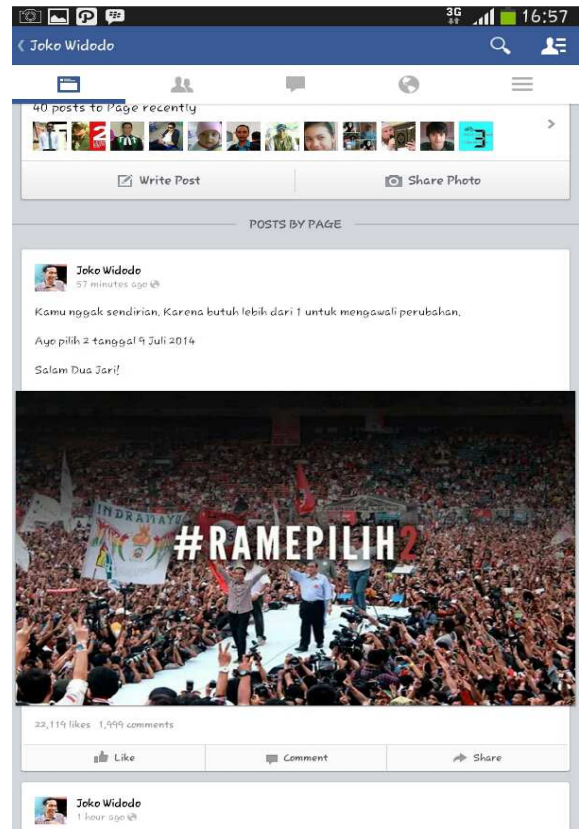 3G 16:57
Joko Widodo
40 posts to Page recently
Write Post
Share Photo
POSTS BY PAGE
Joko Widodo
57 minutes ago
Kamu nggak sendirian. Karena butuh lebih dari 1 untuk mengawali perubahan.
Ayo pilih 2 tanggal 9 Juli 2014
Salam Dua Jari!
INDRAMAYU
#RAMEPILIH2
22,119 likes 1,999 comments
Like
Comment
Share
Joko Widodo
1 hour ago